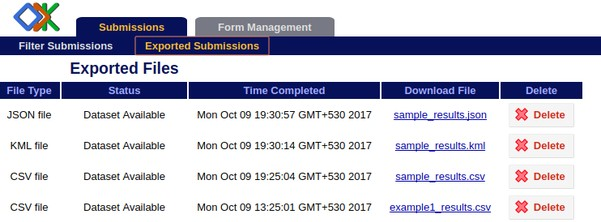 Submissions Form Management
Filter Submissions Exported Submissions
Exported Files
File Type Status Time Completed Download File Delete
JSON file Dataset Available Mon Oct 09 19:30:57 GMT+530 2017 sample_results.json Delete
KML file Dataset Available Mon Oct 09 19:30:14 GMT+530 2017 sample_results.kml Delete
CSV file Dataset Available Mon Oct 09 19:25:04 GMT+530 2017 sample_results.csv Delete
CSV file Dataset Available Mon Oct 09 13:25:01 GMT+530 2017 example1_results.csv Delete